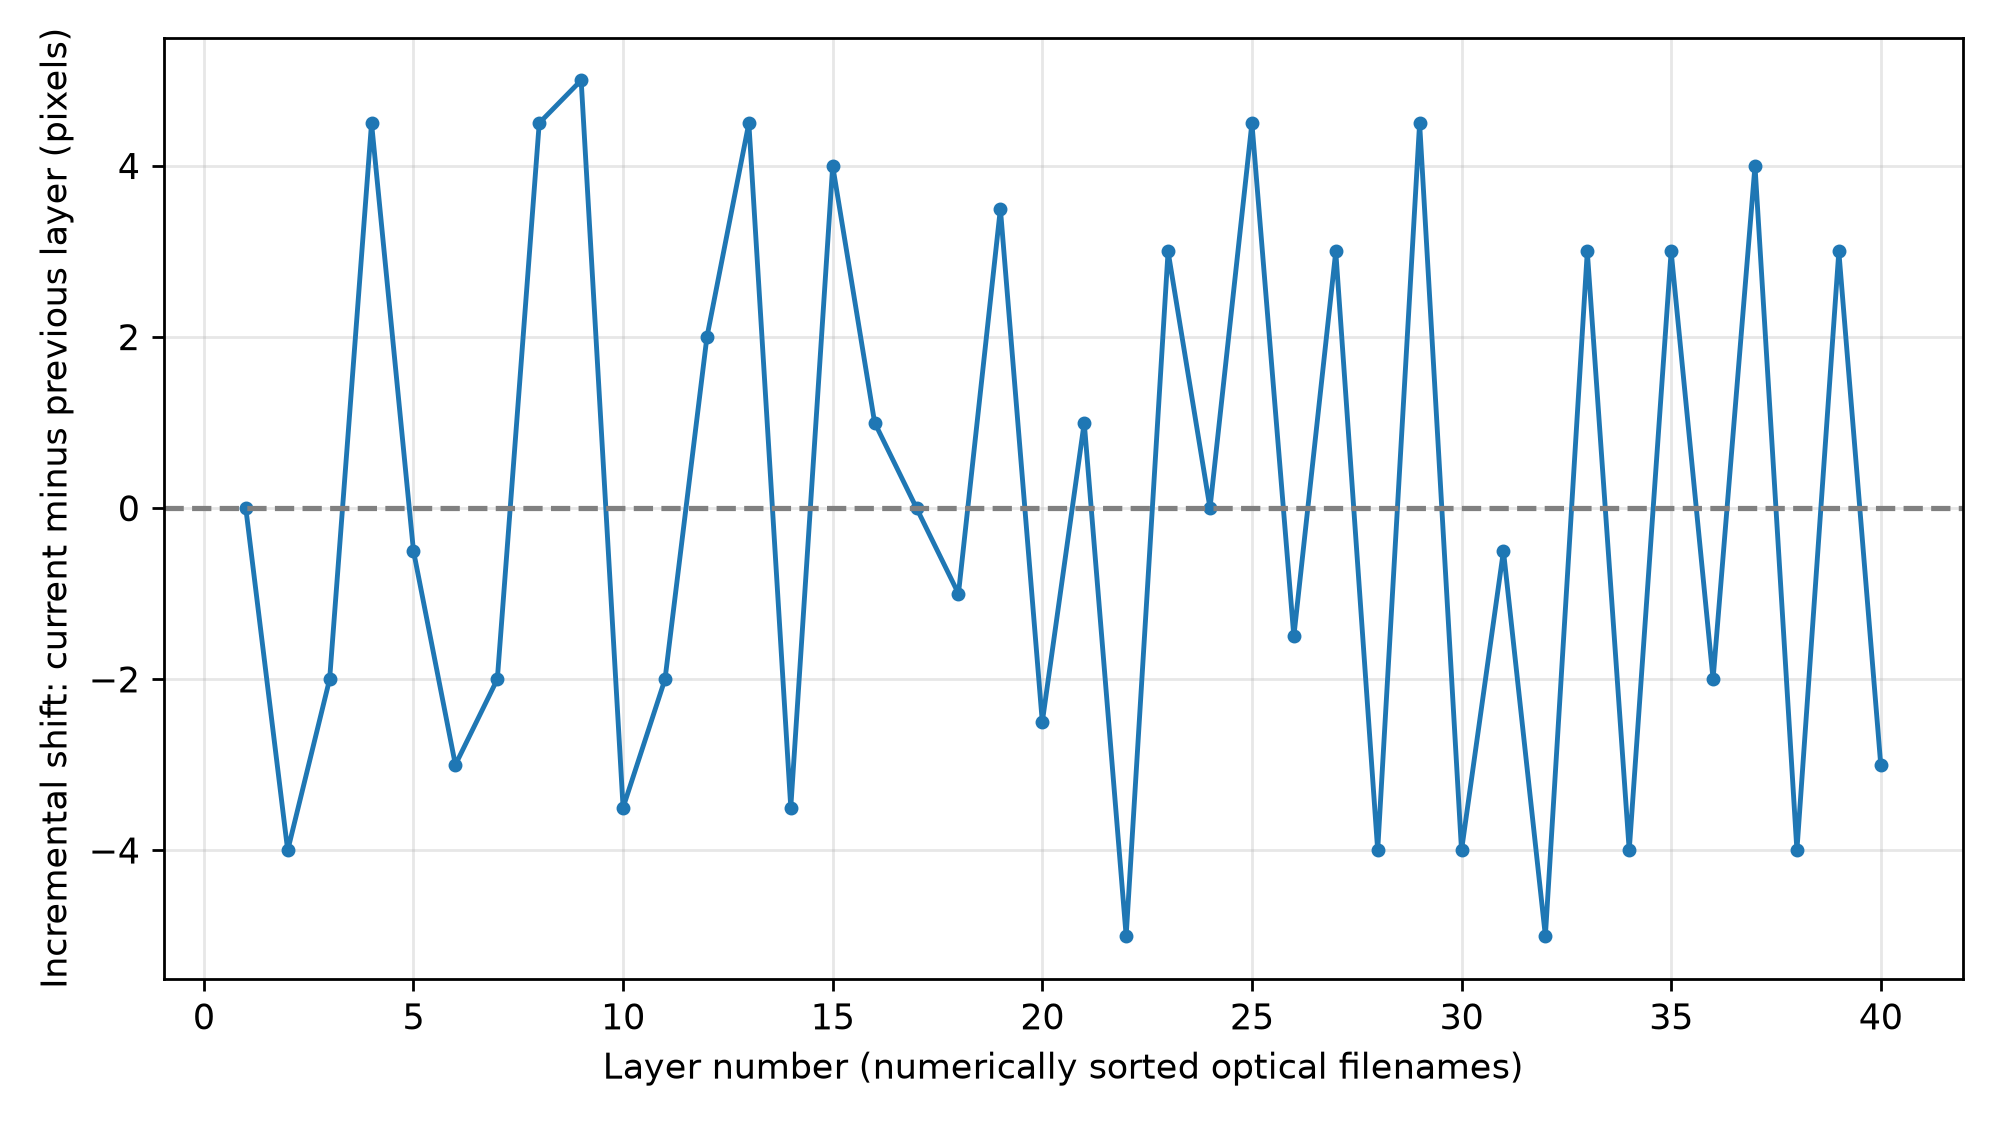 Incremental shift: current minus previous layer (pixels)
4
2
0
−2
−4
0 5 10 15 20 25 30 35 40
Layer number (numerically sorted optical filenames)